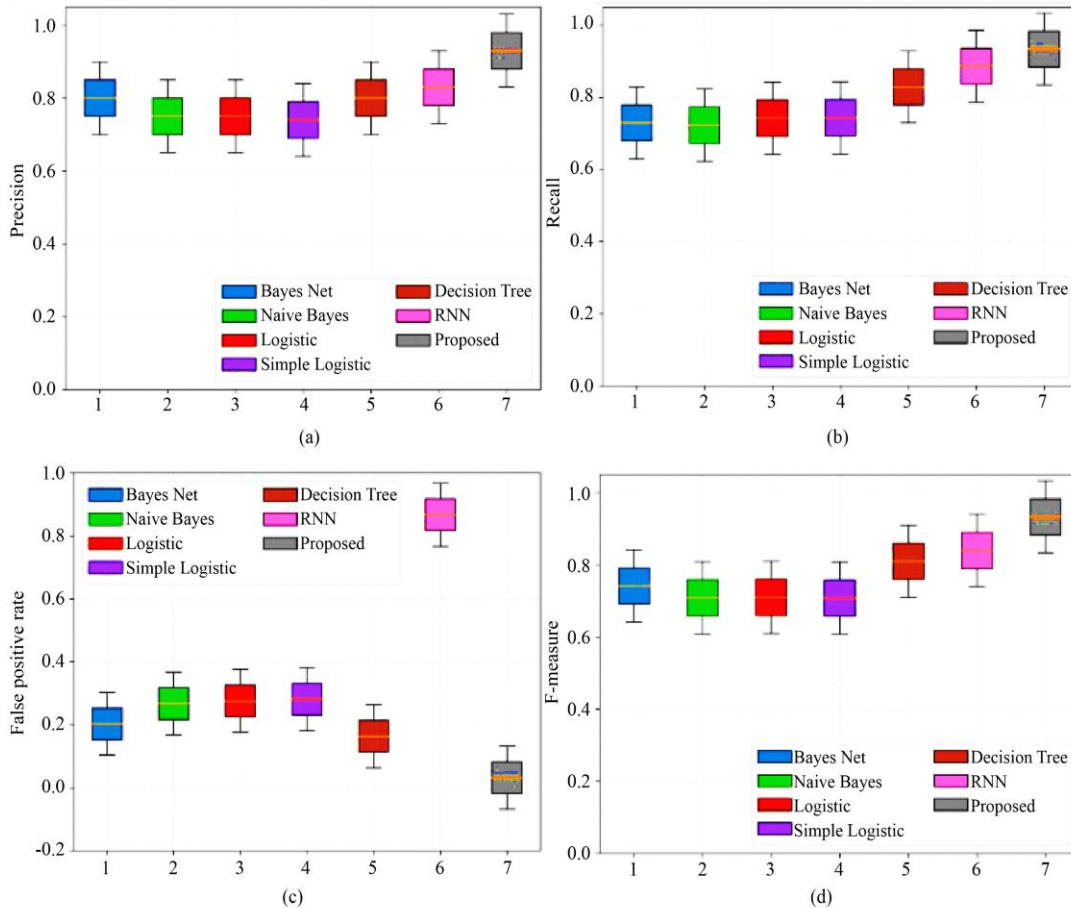 1.0
0.8
0.6
0.4
0.2
0.0
Precision
Bayes Net
Naive Bayes
Logistic
Simple Logistic
Decision Tree
RNN
Proposed
1 2 3 4 5 6 7
(a)
1.0
0.8
0.6
0.4
0.2
0.0
Recall
Bayes Net
Naive Bayes
Logistic
Simple Logistic
Decision Tree
RNN
Proposed
1 2 3 4 5 6 7
(b)
1.0
0.8
0.6
0.4
0.2
0.0
-0.2
False positive rate
Bayes Net
Naive Bayes
Logistic
Simple Logistic
Decision Tree
RNN
Proposed
1 2 3 4 5 6 7
(c)
1.0
0.8
0.6
0.4
0.2
0.0
F-measure
Bayes Net
Naive Bayes
Logistic
Simple Logistic
Decision Tree
RNN
Proposed
1 2 3 4 5 6 7
(d)